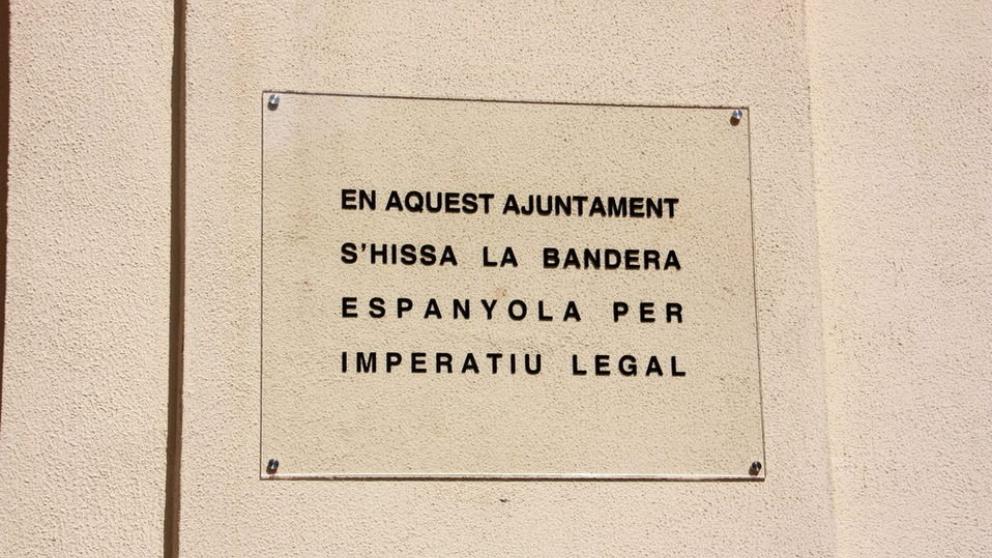 EN AQUEST AJUNTAMENT
S'HISSA LA BANDERA
ESPANYOLA PER
IMPERATIU LEGAL